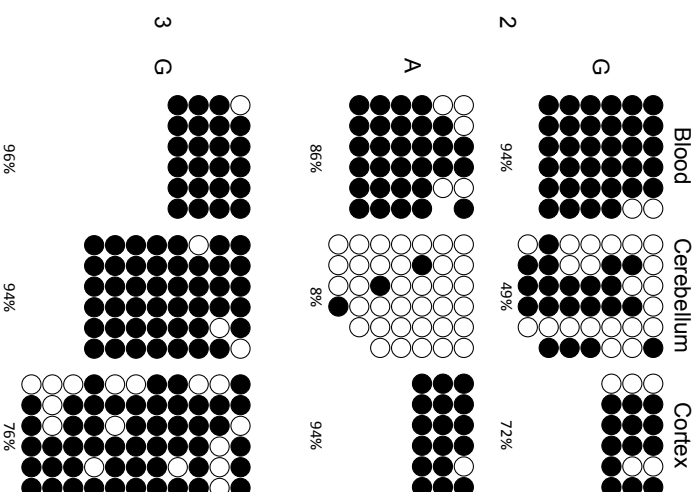 Blood
Cerebellum
Cortex
2
G
94%
49%
72%
A
86%
8%
94%
3
G
96%
94%
76%